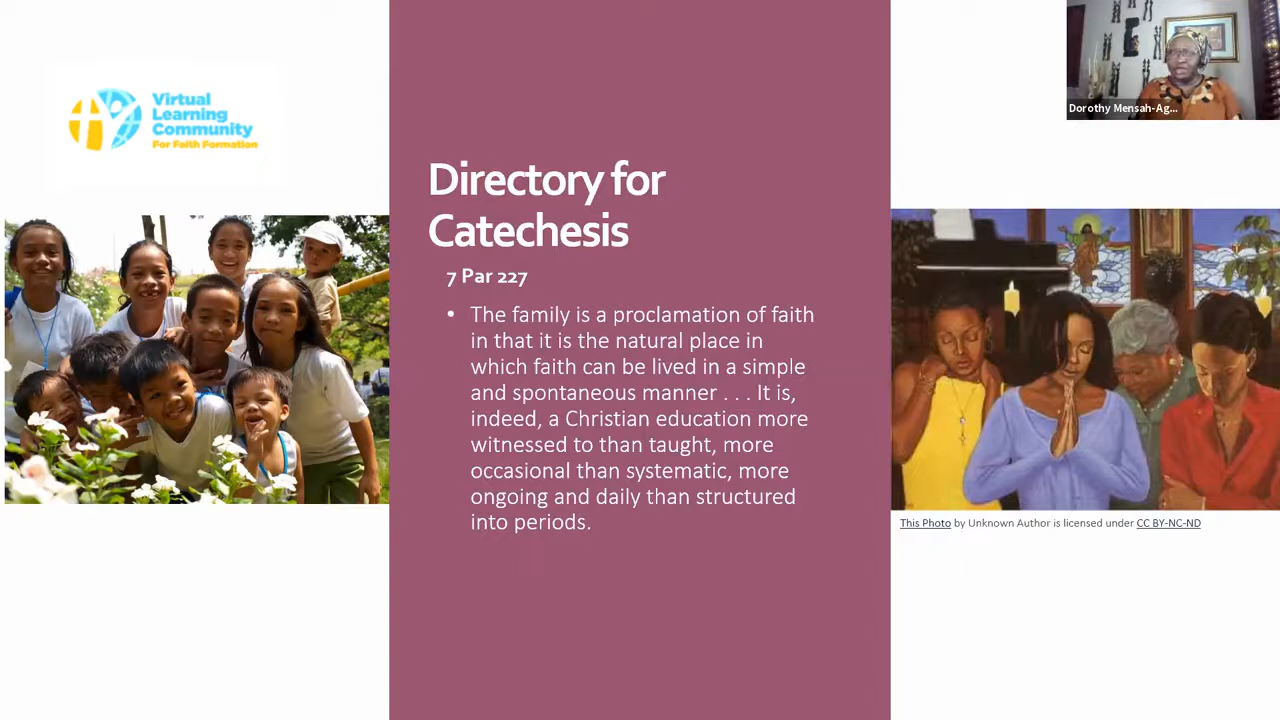 Virtual
Learning
Community
For Faith Formation
Directory for
Catechesis
7 Par 227
• The family is a proclamation of faith
in that it is the natural place in
which faith can be lived in a simple
and spontaneous manner . . . It is,
indeed, a Christian education more
witnessed to than taught, more
occasional than systematic, more
ongoing and daily than structured
into periods.
Dorothy Mensah-Ag...
This Photo by Unknown Author is licensed under CC BY-NC-ND